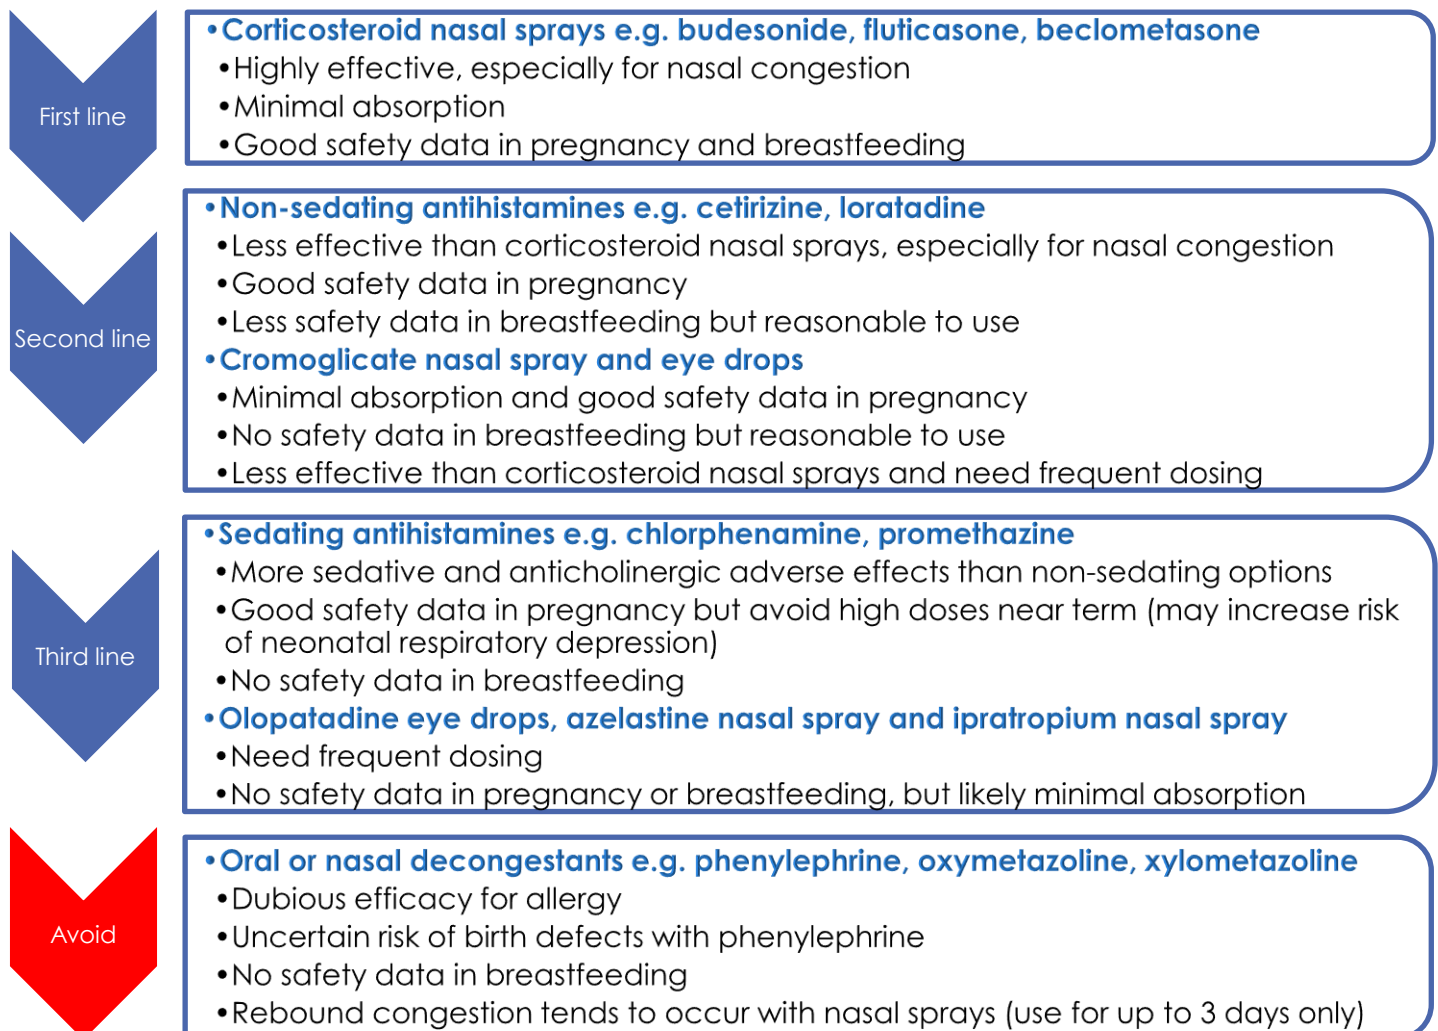 First line
•Corticosteroid nasal sprays e.g. budesonide, fluticasone, beclometasone
•Highly effective, especially for nasal congestion
•Minimal absorption
•Good safety data in pregnancy and breastfeeding
Second line
•Non-sedating antihistamines e.g. cetirizine, loratadine
•Less effective than corticosteroid nasal sprays, especially for nasal congestion
•Good safety data in pregnancy
•Less safety data in breastfeeding but reasonable to use
•Cromoglicate nasal spray and eye drops
•Minimal absorption and good safety data in pregnancy
•No safety data in breastfeeding but reasonable to use
•Less effective than corticosteroid nasal sprays and need frequent dosing
Third line
•Sedating antihistamines e.g. chlorphenamine, promethazine
•More sedative and anticholinergic adverse effects than non-sedating options
•Good safety data in pregnancy but avoid high doses near term (may increase risk
of neonatal respiratory depression)
•No safety data in breastfeeding
•Olopatadine eye drops, azelastine nasal spray and ipratropium nasal spray
•Need frequent dosing
•No safety data in pregnancy or breastfeeding, but likely minimal absorption
Avoid
•Oral or nasal decongestants e.g. phenylephrine, oxymetazoline, xylometazoline
•Dubious efficacy for allergy
•Uncertain risk of birth defects with phenylephrine
•No safety data in breastfeeding
•Rebound congestion tends to occur with nasal sprays (use for up to 3 days only)